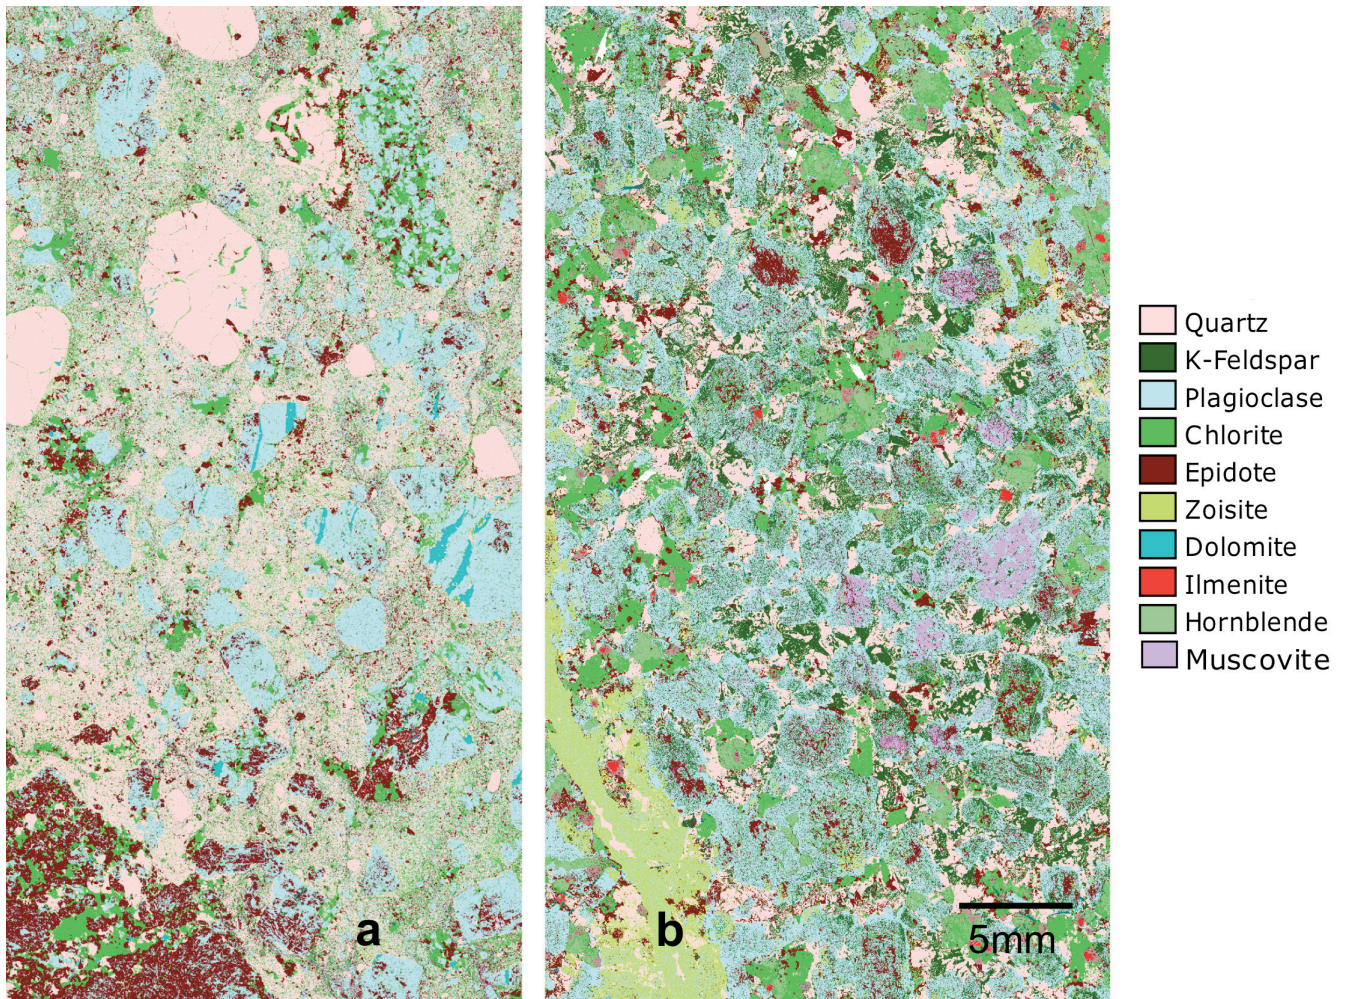 a
b
5mm
Quartz
K-Feldspar
Plagioclase
Chlorite
Epidote
Zoisite
Dolomite
Ilmenite
Hornblende
Muscovite